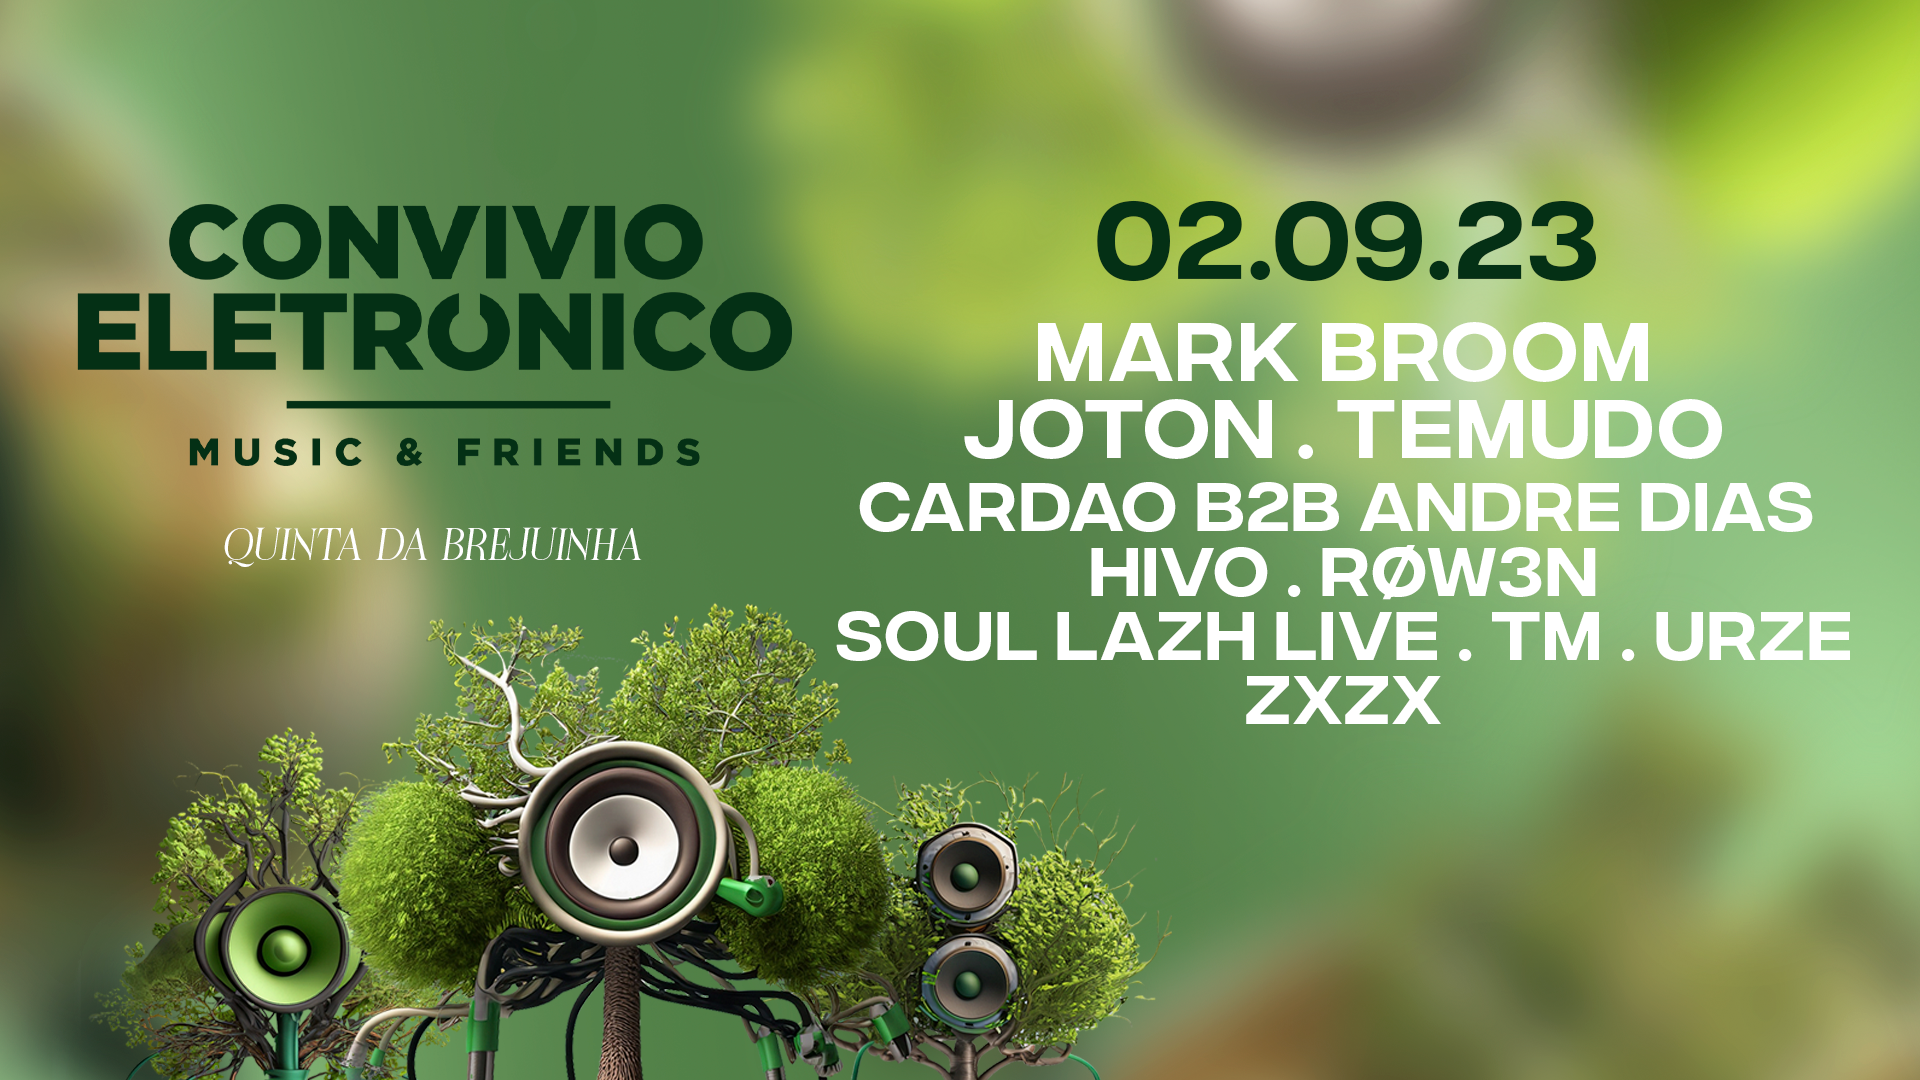 CONVIVIO
ELETRONICO
MUSIC & FRIENDS
QUINTA DA BREJUINHA
02.09.23
MARK BROOM
JOTON . TEMUDO
CARDAO B2B ANDRE DIAS
HIVO . RØW3N
SOUL LAZH LIVE . TM . URZE
ZXZX